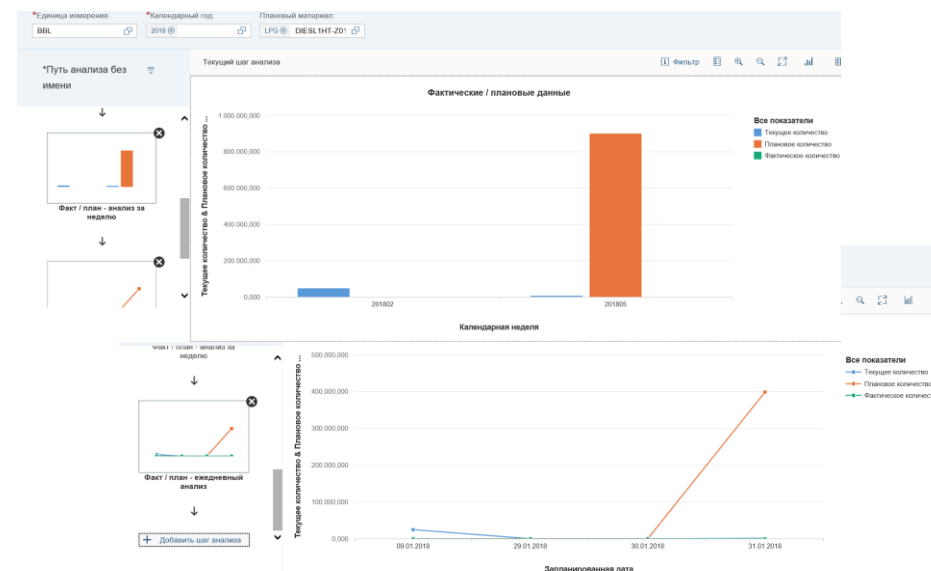 *Единица измерения:
*Календарный год:
Плановый материал:
BBL
2018
LPG
DIESL1HT-Z01
*Путь анализа без
имени
Текущий шаг анализа
Фильтр
Факт / план - анализ за
неделю
Фактические / плановые данные
Текущее количество & Плановое количество ...
1.000.000,000
800.000,000
600.000,000
400.000,000
200.000,000
0,000
201802
201805
Календарная неделя
Все показатели
Текущее количество
Плановое количество
Фактическое количество
Факт / план - анализ за
неделю
Факт / план - ежедневный
анализ
Добавить шаг анализа
Текущее количество & Плановое количество ...
500.000,000
400.000,000
300.000,000
200.000,000
100.000,000
0,000
09.01.2018
29.01.2018
30.01.2018
31.01.2018
Запланированная дата
Все показатели
Текущее количество
Плановое количество
Фактическое количес